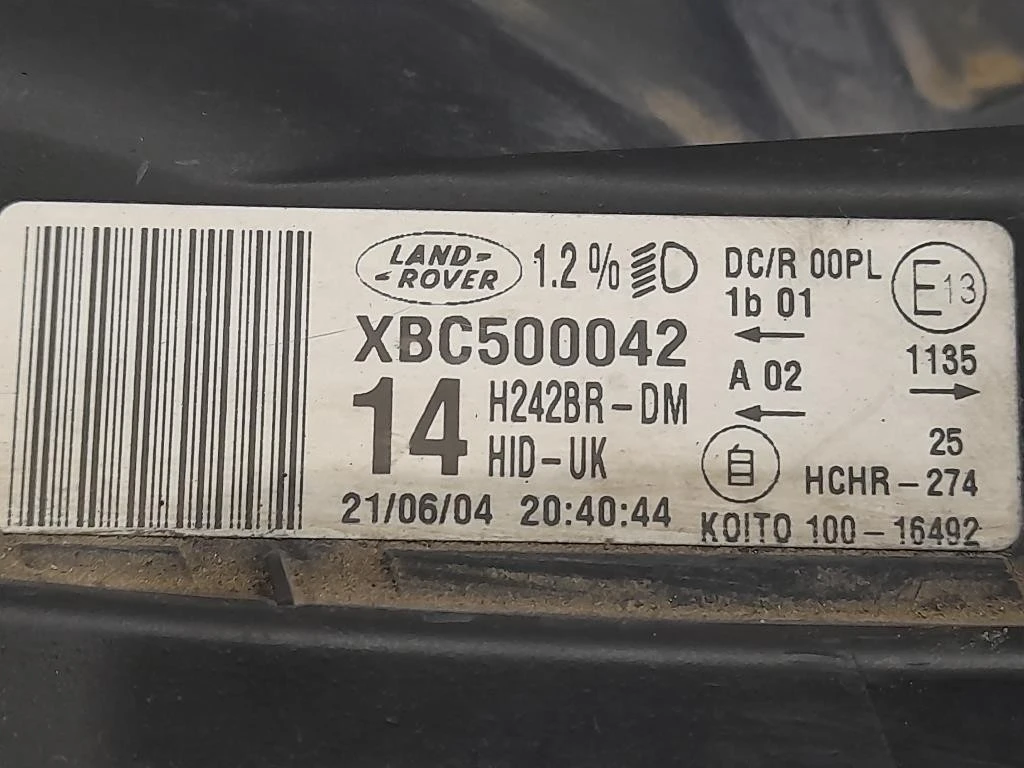 LAND-
-ROVER
1.2%
XBC500042
14
H242BR-DM
HID-UK
21/06/04 20:40:44
DC/R 00PL
1b 01
←
A 02
←
E13
1135
→
25
HCHR-274
KOITO 100-16492